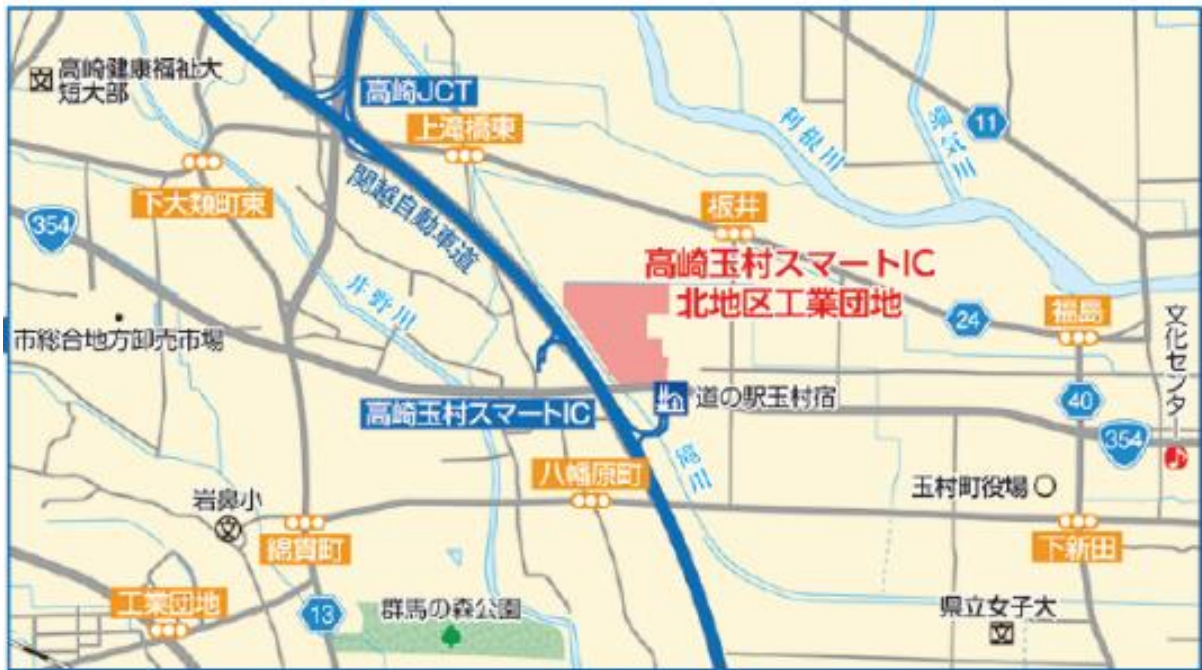 高崎健康福祉大
短大部
高崎JCT
上滝橋東
利根川
11
下大類町東
関越自動車道
板井
354
高崎玉村スマートIC
北地区工業団地
井野川
24
福島
市総合地方卸売市場
文化センター
道の駅玉村宿
高崎玉村スマートIC
40
354
八幡原町
玉村町役場
岩鼻小
綿貫町
下新田
工業団地
13
群馬の森公園
県立女子大